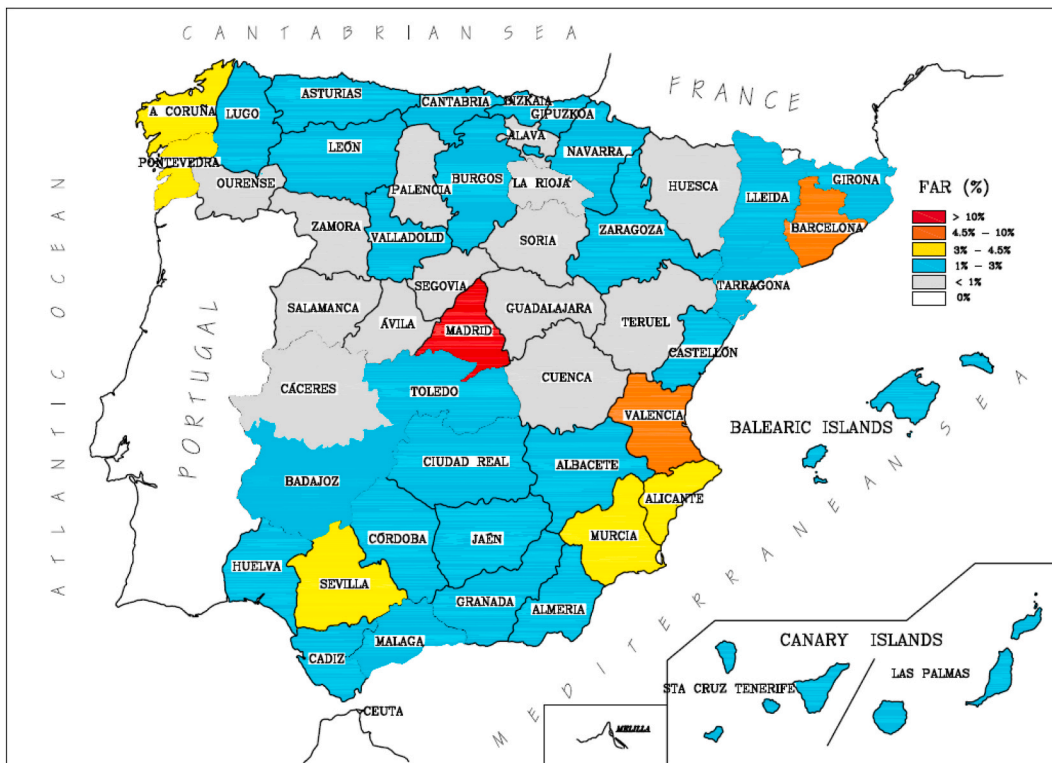 CANTABRIAN SEA
FRANCE
ATLANTIC OCEAN
PORTUGAL
MEDITERRANEAN SEA
A CORUÑA
LUGO
ASTURIAS
CANTABRIA
BIZKAIA
GIPUZKOA
ALAVA
NAVARRA
PONTEVEDRA
OURENSE
LEÓN
PALENCIA
BURGOS
LA RIOJA
HUESCA
LLEIDA
GIRONA
BARCELONA
ZAMORA
VALLADOLID
SORIA
ZARAGOZA
TARRAGONA
SEGOVIA
SALAMANCA
ÁVILA
MADRID
GUADALAJARA
TERUEL
CASTELLÓN
CÁCERES
TOLEDO
CUENCA
VALENCIA
BALEARIC ISLANDS
BADAJOZ
CIUDAD REAL
ALBACETE
ALICANTE
HUELVA
SEVILLA
CÓRDOBA
JAÉN
MURCIA
GRANADA
ALMERIA
CADIZ
MALAGA
CEUTA
MELILLA
CANARY ISLANDS
STA CRUZ TENERIFE
LAS PALMAS
FAR (%)
> 10%
4.5% - 10%
3% - 4.5%
1% - 3%
< 1%
0%